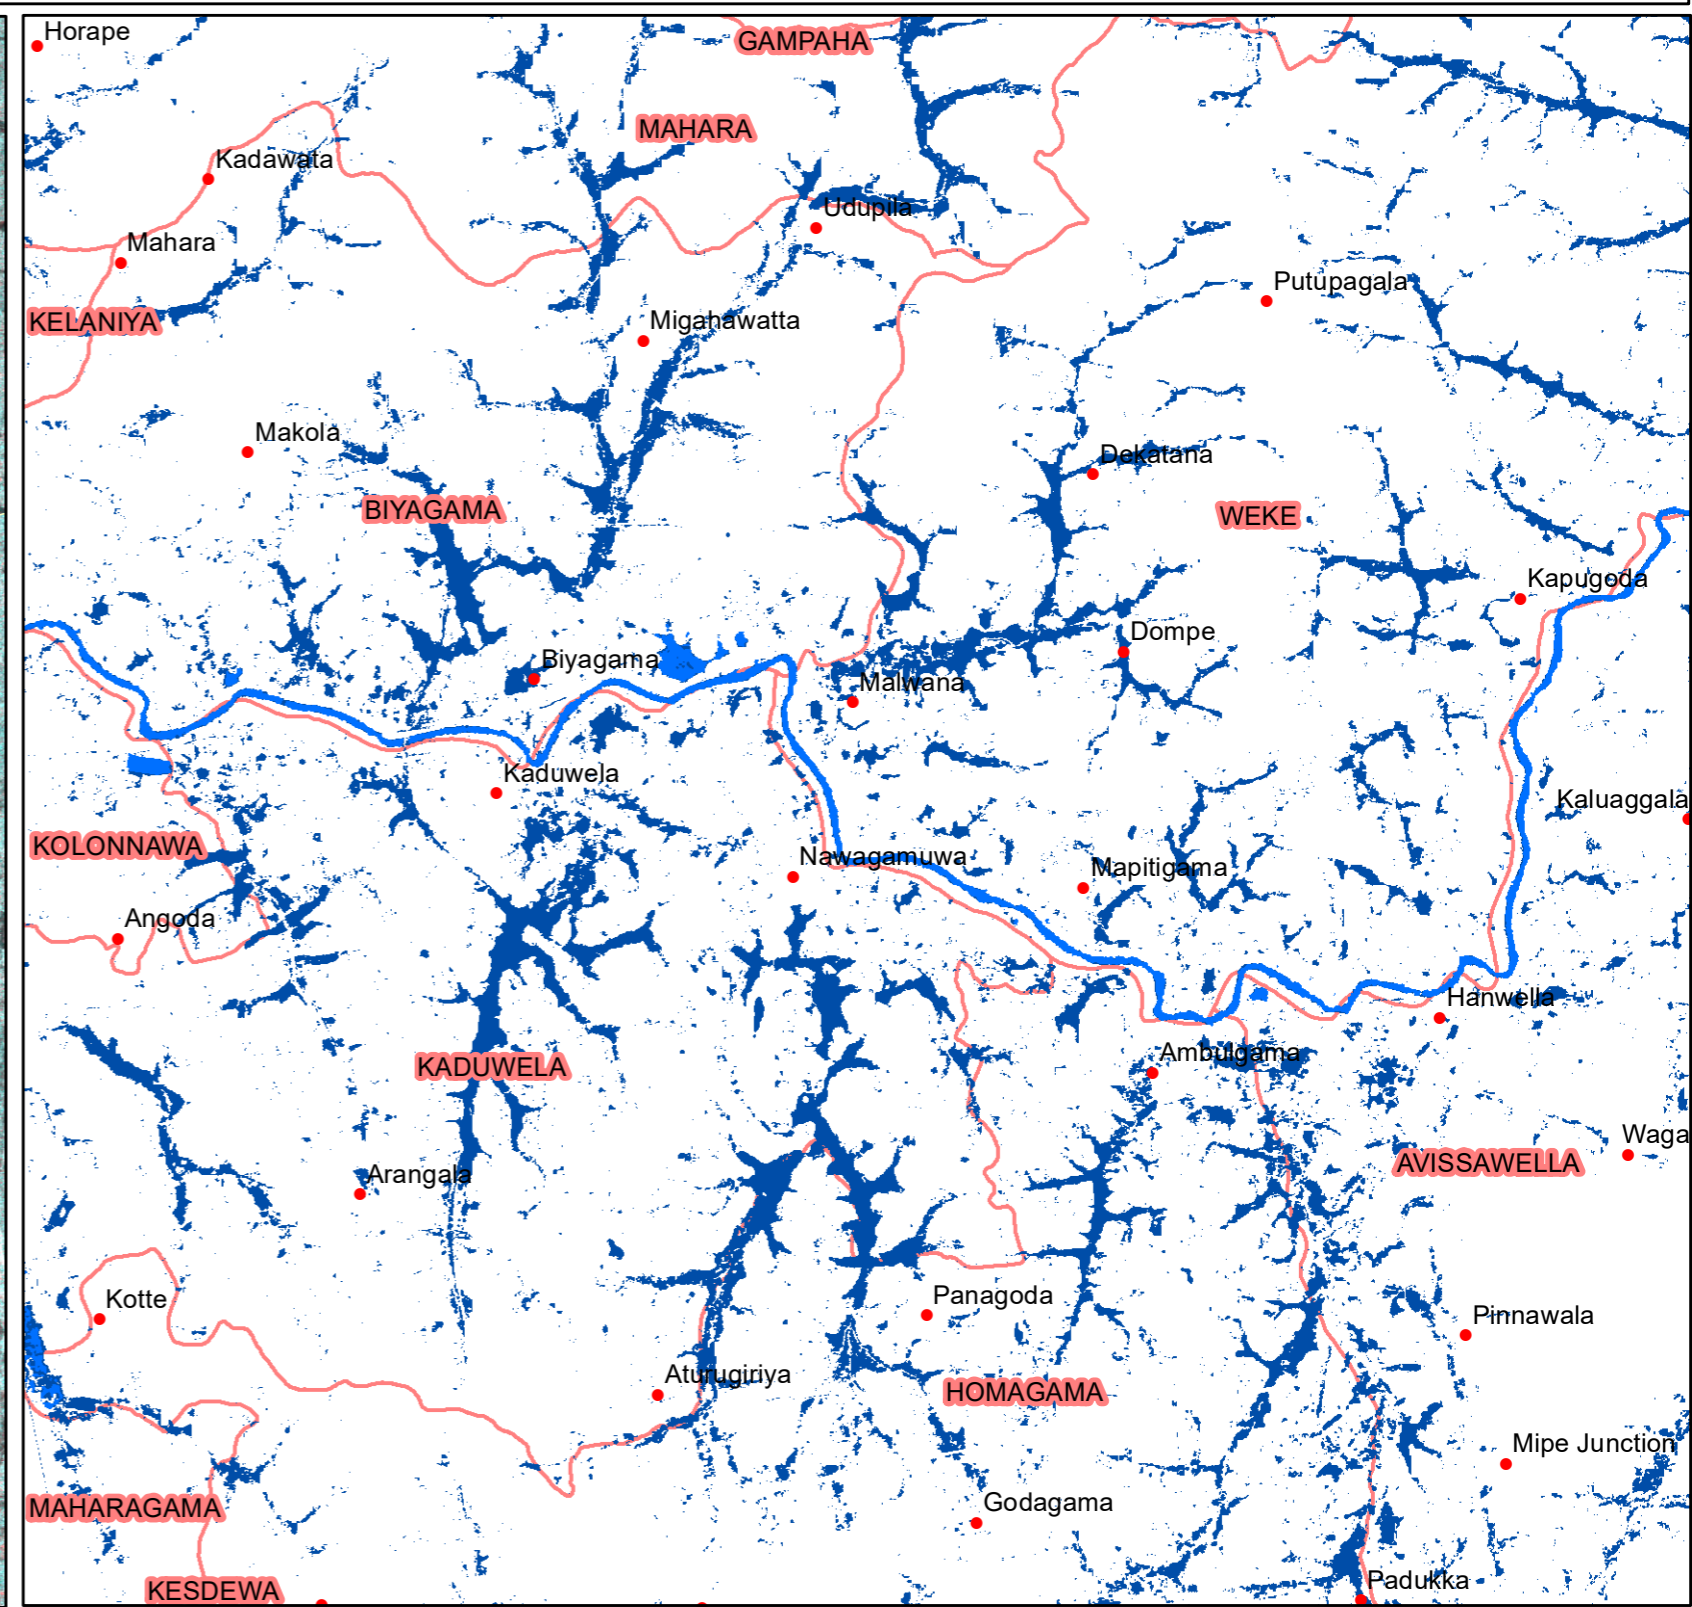 Horape
GAMPAHA
MAHARA
Kadawata
Udupila
Mahara
Putupagala
KELANIYA
Migahawatta
Makola
Dekatana
BIYAGAMA
WEKE
Kapugoda
Dompe
Biyagama
Malwana
Kaduwela
Kaluaggala
KOLONNAWA
Nawagamuwa
Mapitigama
Angoda
Hanwella
Ambulgama
KADUWELA
Waga
AVISSAWELLA
Arangala
Panagoda
Kotte
Pinnawala
Aturugiriya
HOMAGAMA
Mipe Junction
MAHARAGAMA
Godagama
Padukka
KESDEWA